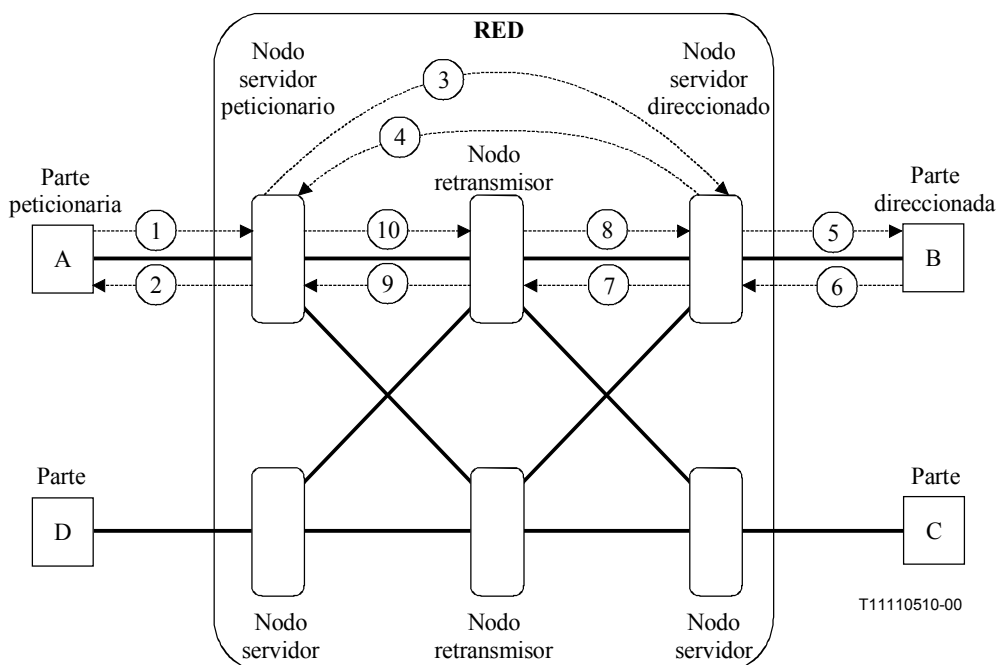 RED
Nodo
servidor
peticionario
3
Nodo
servidor
direccionado
4
Nodo
retransmisor
Parte
peticionaria
Parte
direccionada
1
10
8
5
A
B
2
9
7
6
Parte
Parte
D
C
T11110510-00
Nodo
servidor
Nodo
retransmisor
Nodo
servidor